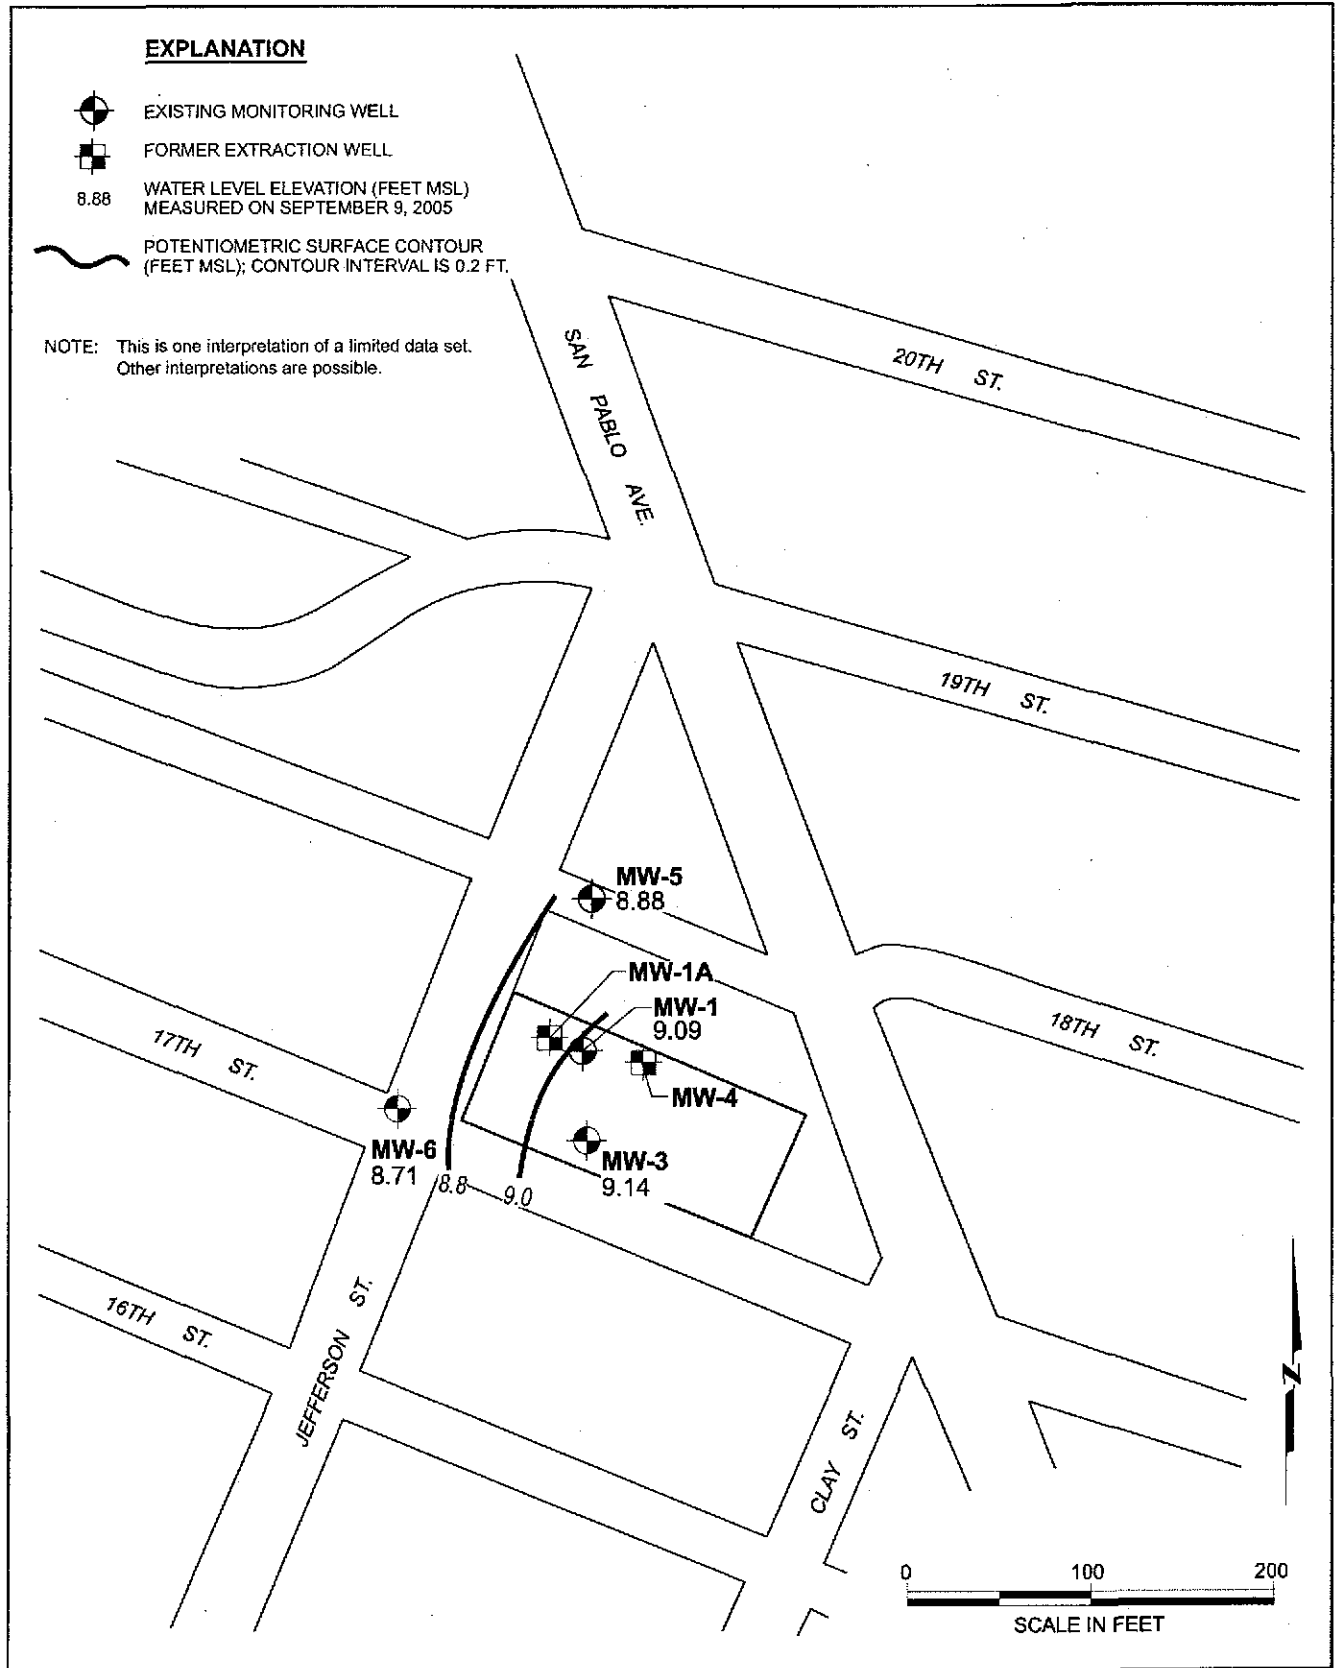 EXPLANATION
EXISTING MONITORING WELL
FORMER EXTRACTION WELL
8.88
WATER LEVEL ELEVATION (FEET MSL)
MEASURED ON SEPTEMBER 9, 2005
POTENTIOMETRIC SURFACE CONTOUR
(FEET MSL); CONTOUR INTERVAL IS 0.2 FT.
NOTE: This is one interpretation of a limited data set.
Other interpretations are possible.
SAN PABLO AVE.
20TH ST.
19TH ST.
MW-5
8.88
MW-1A
MW-1
9.09
18TH ST.
17TH ST.
MW-4
MW-6
8.71
MW-3
9.14
8.8
9.0
16TH ST.
JEFFERSON ST.
CLAY ST.
N
0 100 200
SCALE IN FEET